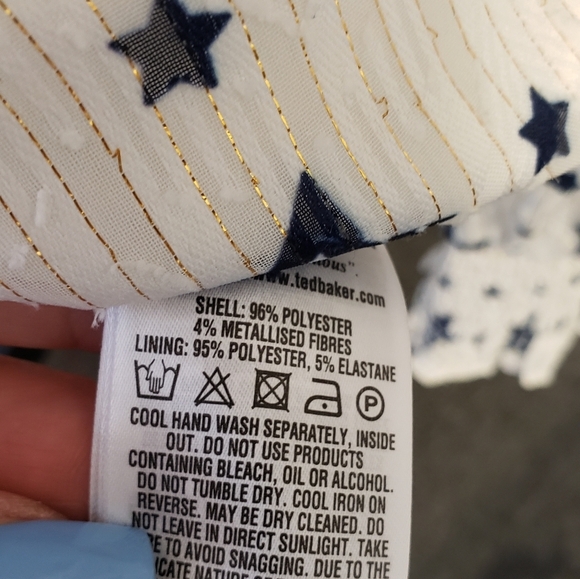 www.tedbaker.com
SHELL: 96% POLYESTER
4% METALLISED FIBRES
LINING: 95% POLYESTER, 5% ELASTANE
P
COOL HAND WASH SEPARATELY, INSIDE
OUT. DO NOT USE PRODUCTS
CONTAINING BLEACH, OIL OR ALCOHOL.
DO NOT TUMBLE DRY. COOL IRON ON
REVERSE. MAY BE DRY CLEANED. DO
NOT LEAVE IN DIRECT SUNLIGHT. TAKE
TO AVOID SNAGGING. DUE TO THE
NATURE